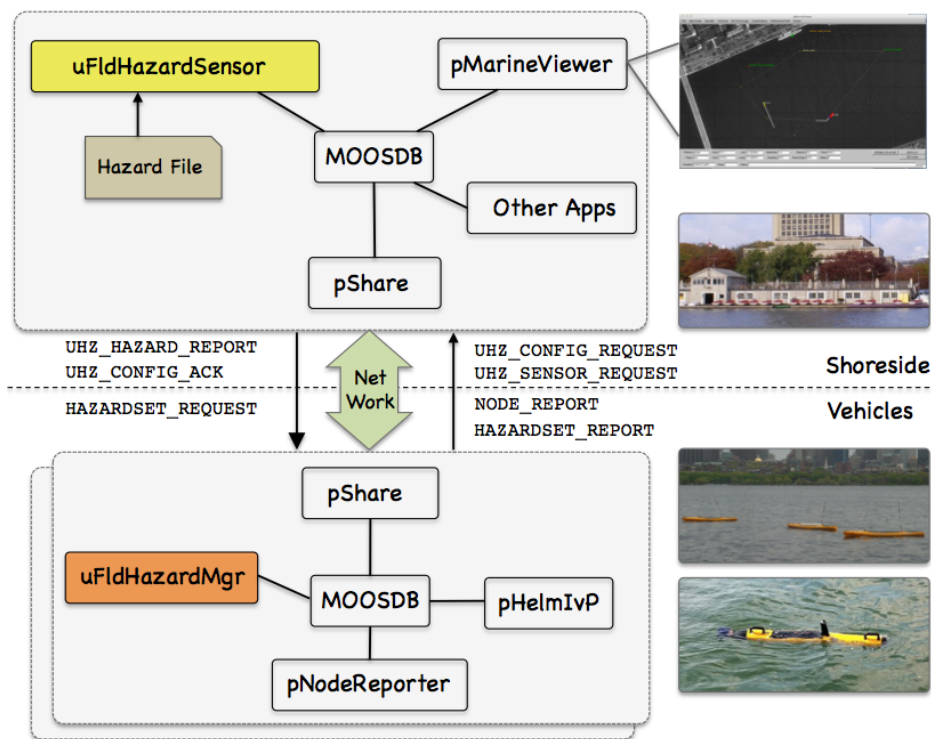 uFldHazardSensor
pMarineViewer
Hazard File
MOOSDB
Other Apps
pShare
UHZ_HAZARD_REPORT
UHZ_CONFIG_ACK
HAZARDSET_REQUEST
Net
Work
UHZ_CONFIG_REQUEST
UHZ_SENSOR_REQUEST
NODE_REPORT
HAZARDSET_REPORT
Shoreside
Vehicles
pShare
uFldHazardMgr
MOOSDB
pHelmIvP
pNodeReporter